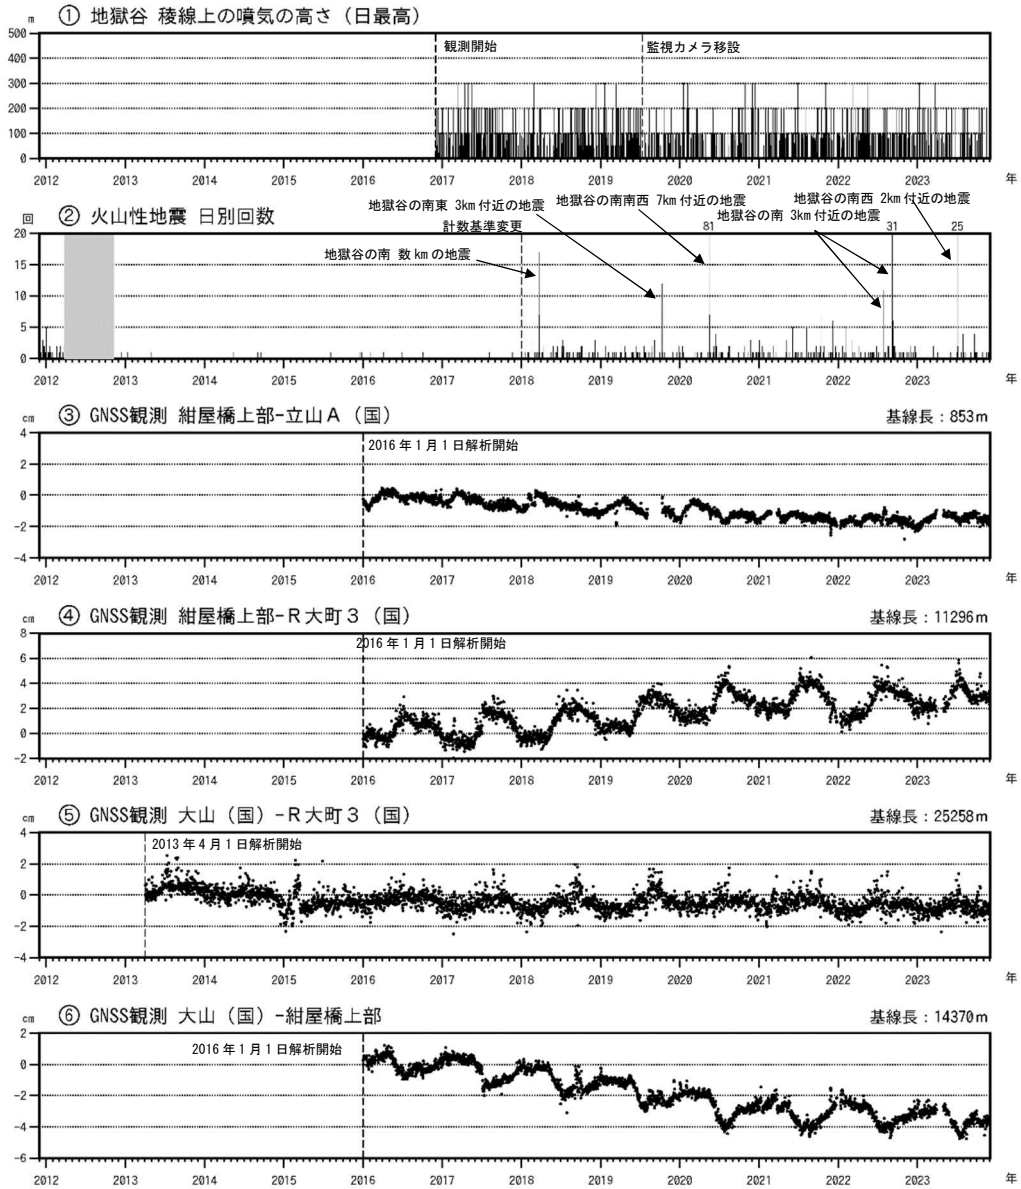 ① 地獄谷 稜線上の噴気の高さ（日最高）
m
観測開始
監視カメラ移設
500
400
300
200
100
0
2012 2013 2014 2015 2016 2017 2018 2019 2020 2021 2022 2023 年
② 火山性地震 日別回数
回
地獄谷の南東 3km付近の地震
地獄谷の南南西 7km付近の地震
地獄谷の南西 2km付近の地震
地獄谷の南 3km付近の地震
計数基準変更
81
31
25
地獄谷の南 数kmの地震
20
15
10
5
0
2012 2013 2014 2015 2016 2017 2018 2019 2020 2021 2022 2023 年
③ GNSS観測 紺屋橋上部-立山A（国）
基線長：853m
cm
2016年1月1日解析開始
4
2
0
-2
-4
2012 2013 2014 2015 2016 2017 2018 2019 2020 2021 2022 2023 年
④ GNSS観測 紺屋橋上部-R大町3（国）
基線長：11296m
cm
2016年1月1日解析開始
8
6
4
2
0
-2
2012 2013 2014 2015 2016 2017 2018 2019 2020 2021 2022 2023 年
⑤ GNSS観測 大山（国）-R大町3（国）
基線長：25258m
cm
2013年4月1日解析開始
4
2
0
-2
-4
2012 2013 2014 2015 2016 2017 2018 2019 2020 2021 2022 2023 年
⑥ GNSS観測 大山（国）-紺屋橋上部
基線長：14370m
cm
2016年1月1日解析開始
2
0
-2
-4
-6
2012 2013 2014 2015 2016 2017 2018 2019 2020 2021 2022 2023 年